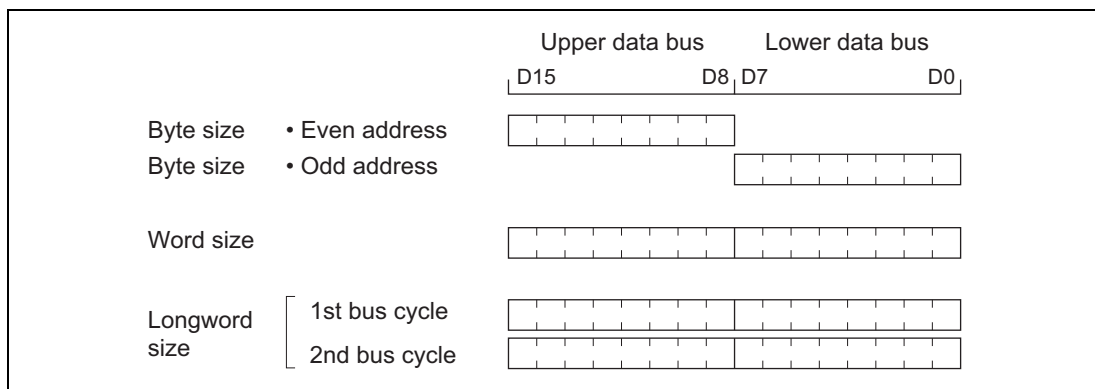 Upper data bus Lower data bus
D15 D8 D7 D0
Byte size • Even address
Byte size • Odd address
Word size
Longword size
1st bus cycle
2nd bus cycle